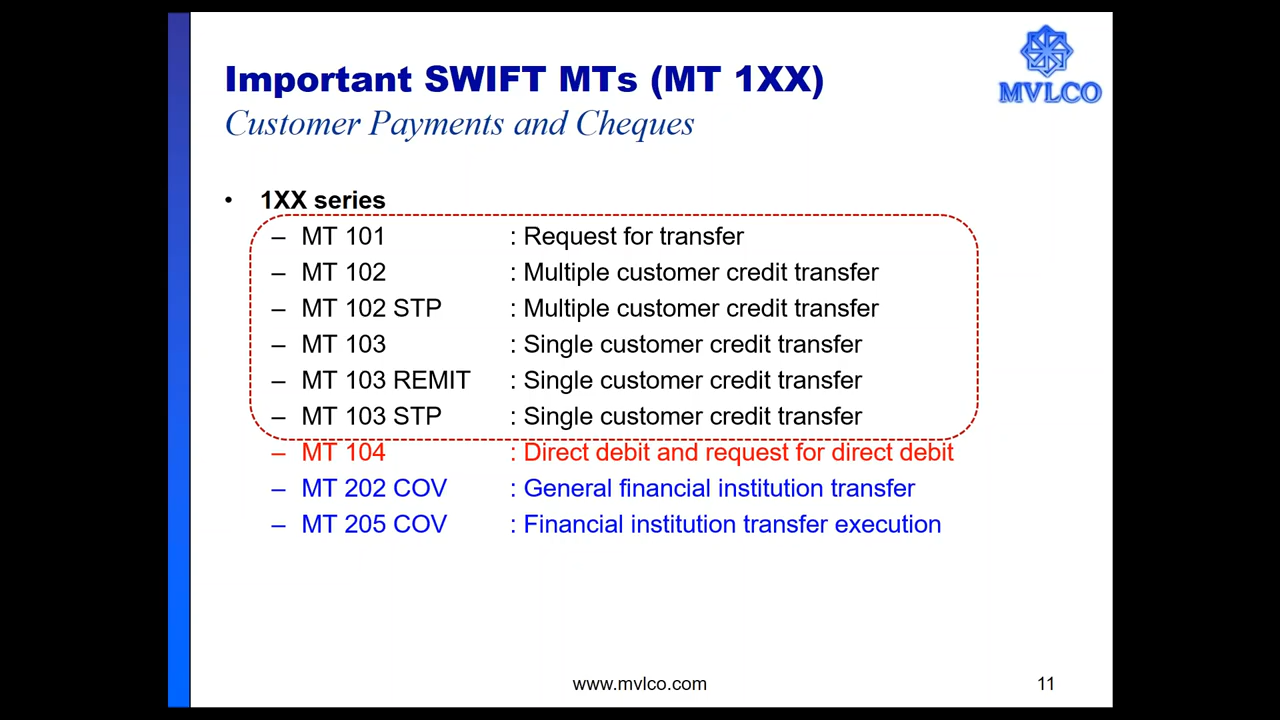 Important SWIFT MTs (MT 1XX)
MVLCO
Customer Payments and Cheques
• 1XX series
– MT 101 : Request for transfer
– MT 102 : Multiple customer credit transfer
– MT 102 STP : Multiple customer credit transfer
– MT 103 : Single customer credit transfer
– MT 103 REMIT : Single customer credit transfer
– MT 103 STP : Single customer credit transfer
– MT 104 : Direct debit and request for direct debit
– MT 202 COV : General financial institution transfer
– MT 205 COV : Financial institution transfer execution
www.mvlco.com 11